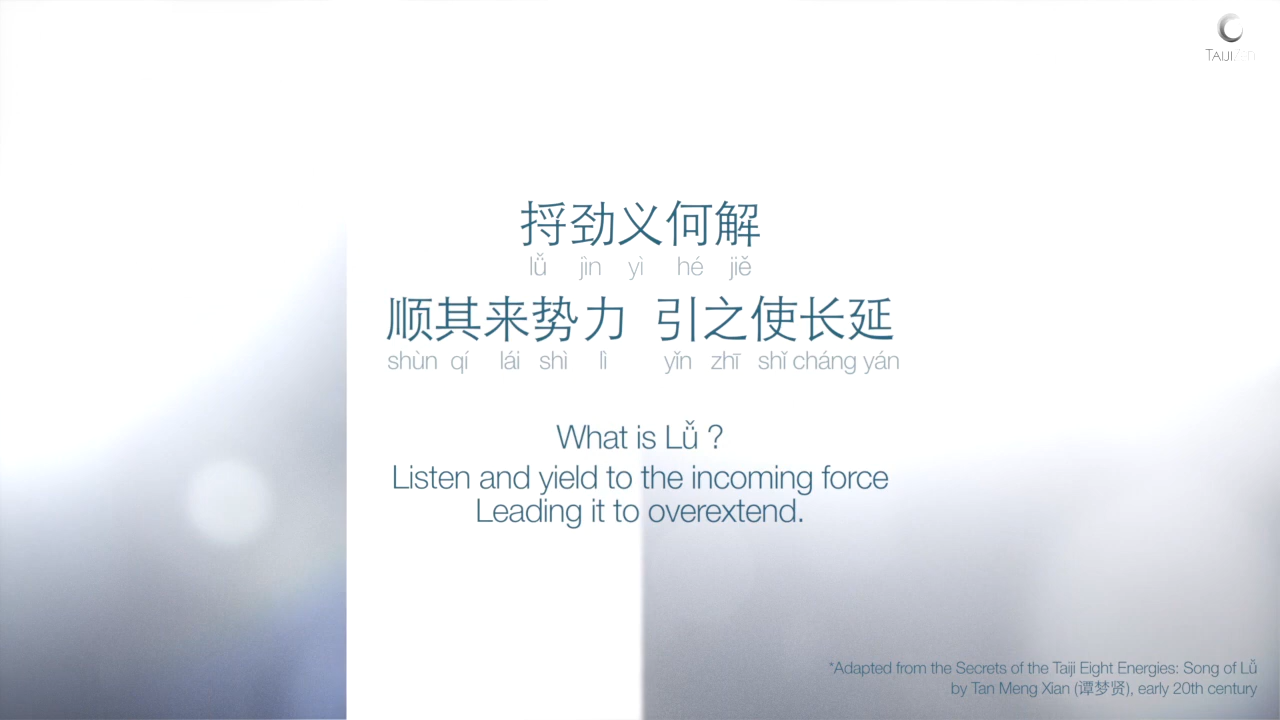 TAIJIZEN
捋劲义何解
lǚ jìn yì hé jiě
顺其来势力 引之使长延
shùn qí lái shì lì yǐn zhī shǐ cháng yán
What is Lǚ ?
Listen and yield to the incoming force
Leading it to overextend.
*Adapted from the Secrets of the Taiji Eight Energies: Song of Lǚ
by Tan Meng Xian (谭梦贤), early 20th century